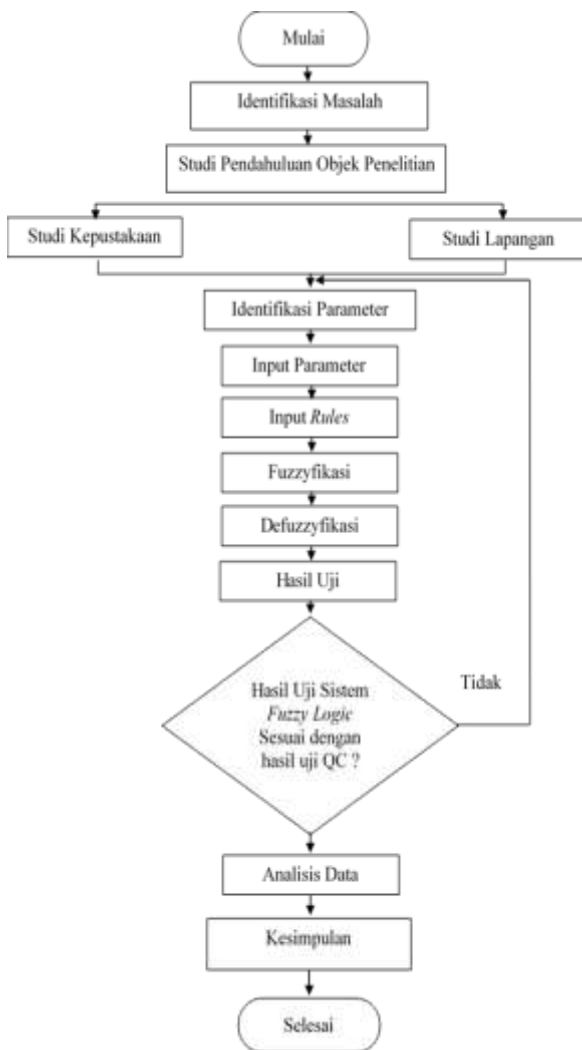 Mulai
Identifikasi Masalah
Studi Pendahuluan Objek Penelitian
Studi Kepustakaan
Studi Lapangan
Identifikasi Parameter
Input Parameter
Input Rules
Fuzzyfikasi
Defuzzyfikasi
Hasil Uji
Hasil Uji Sistem
Fuzzy Logic
Sesuai dengan
hasil uji QC ?
Tidak
Analisis Data
Kesimpulan
Selesai